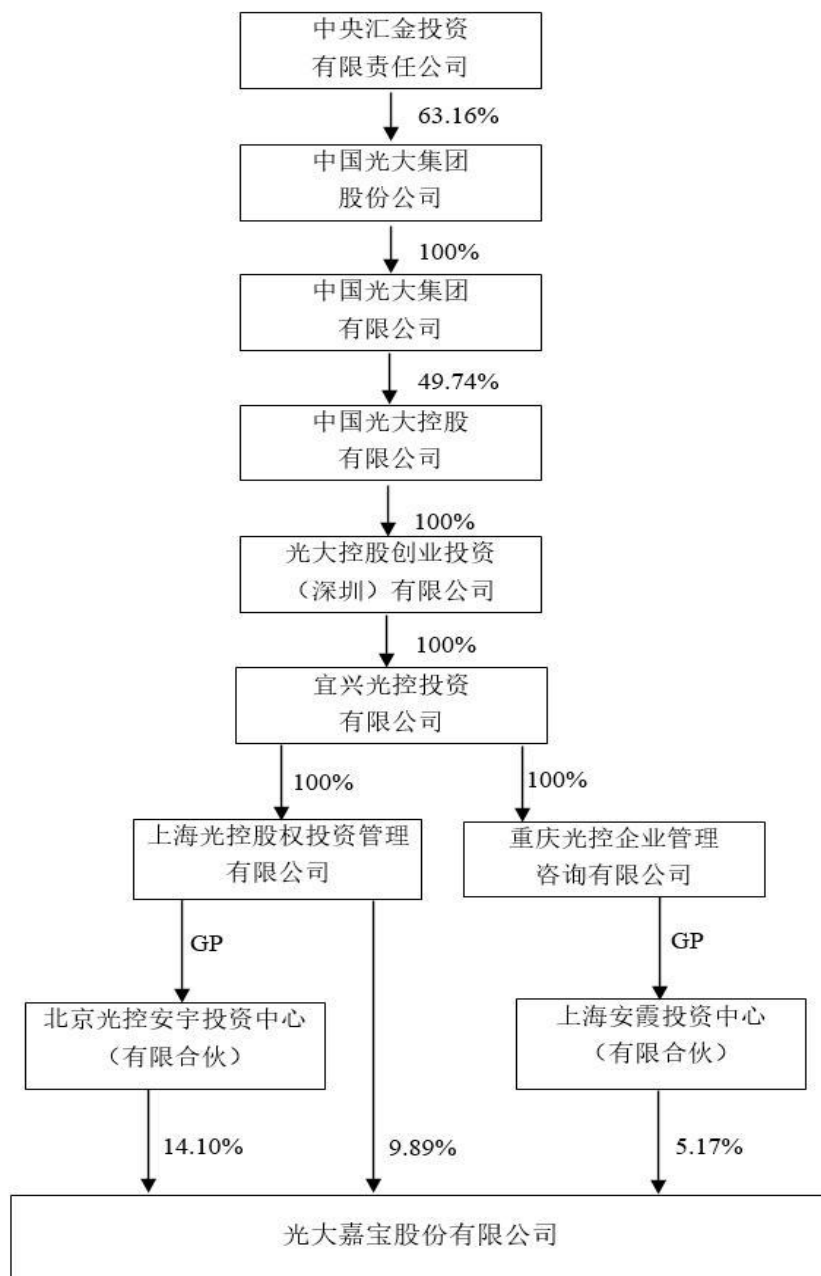 中央汇金投资
有限责任公司
63.16%
中国光大集团
股份公司
100%
中国光大集团
有限公司
49.74%
中国光大控股
有限公司
100%
光大控股创业投资
（深圳）有限公司
100%
宜兴光控投资
有限公司
100%
100%
上海光控股权投资管理
有限公司
重庆光控企业管理
咨询有限公司
GP
GP
北京光控安宇投资中心
（有限合伙）
上海安霞投资中心
（有限合伙）
14.10%
9.89%
5.17%
光大嘉宝股份有限公司